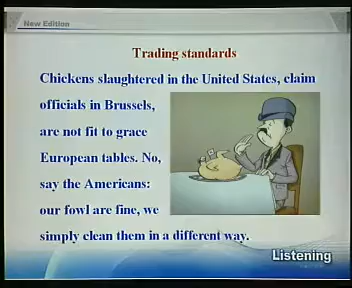 New Edition
Trading standards
Chickens slaughtered in the United States, claim
officials in Brussels,
are not fit to grace
European tables. No,
say the Americans:
our fowl are fine, we
simply clean them in a different way.
Listening